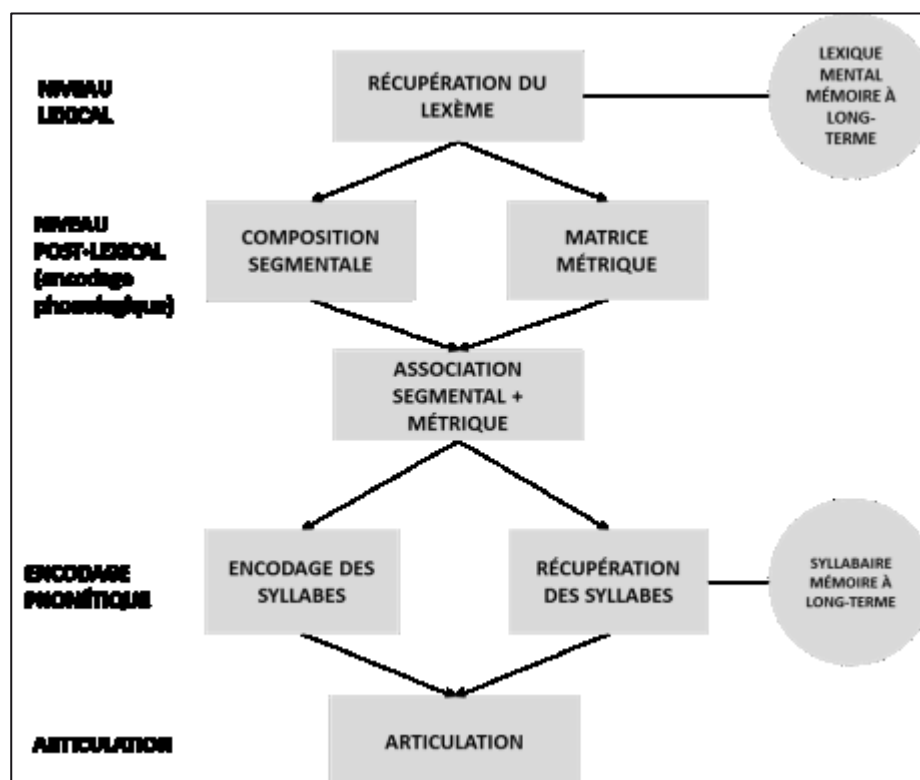 NIVEAU
LEXICAL
RÉCUPÉRATION DU
LEXÈME
LEXIQUE
MENTAL
MÉMOIRE À
LONG-
TERME
NIVEAU
POST-LEXICAL
(encodage
phonologique)
COMPOSITION
SEGMENTALE
MATRICE
MÉTRIQUE
ASSOCIATION
SEGMENTAL +
MÉTRIQUE
ENCODAGE
PHONÉTIQUE
ENCODAGE DES
SYLLABES
RÉCUPÉRATION
DES SYLLABES
SYLLABAIRE
MÉMOIRE À
LONG-TERME
ARTICULATION
ARTICULATION